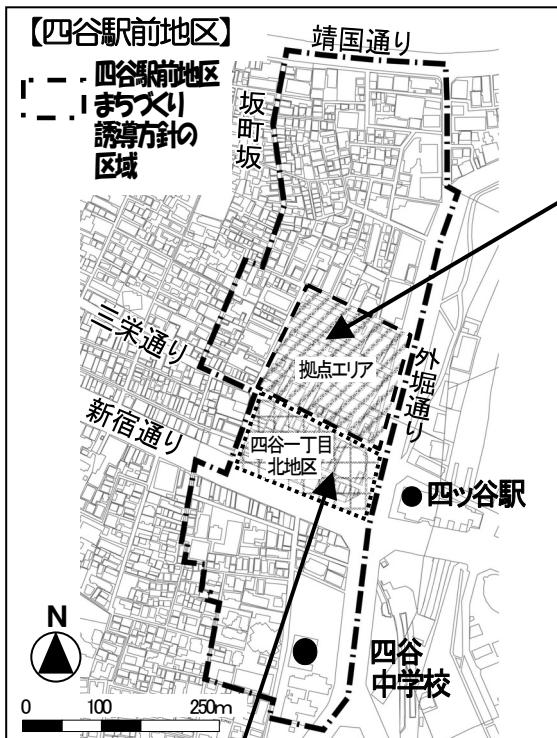 【四谷駅前地区】
四谷駅前地区
まちづくり
誘導方針の
区域
靖国通り
坂町坂
三栄通り
拠点エリア
外堀通り
新宿通り
四谷一丁目
北地区
四ッ谷駅
N
四谷
中学校
0 100 250m